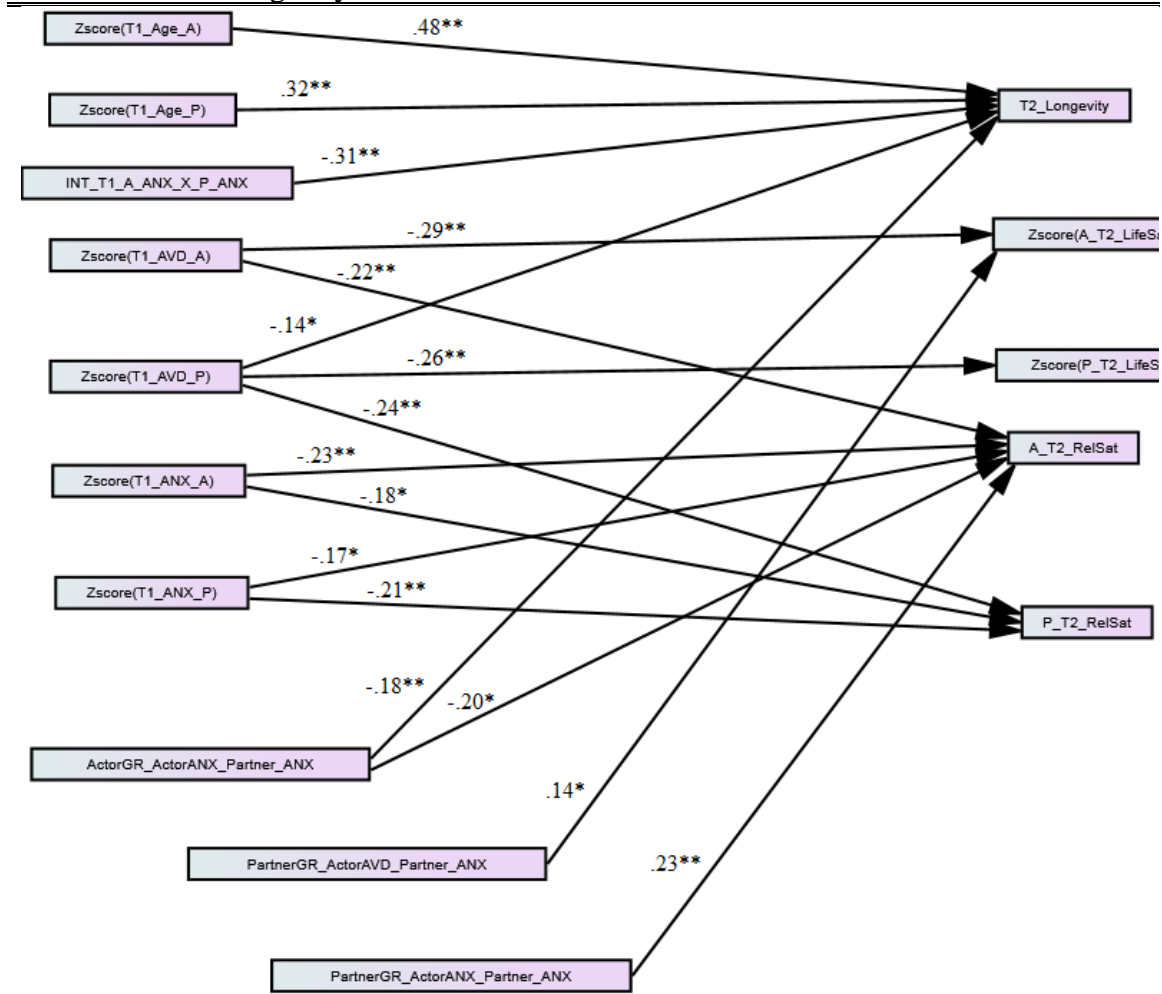 Zscore(T1_Age_A)
.48**
.32**
Zscore(T1_Age_P)
T2_Longevity
-.31**
INT_T1_A_ANX_X_P_ANX
-.29**
Zscore(A_T2_LifeSa
Zscore(T1_AVD_A)
-.22**
-.14*
-.26**
Zscore(P_T2_LifeS
Zscore(T1_AVD_P)
-.24**
A_T2_RelSat
-.23**
Zscore(T1_ANX_A)
-.18*
-.17*
Zscore(T1_ANX_P)
-.21**
P_T2_RelSat
-.18**
-.20*
ActorGR_ActorANX_Partner_ANX
.14*
PartnerGR_ActorAVD_Partner_ANX
.23**
PartnerGR_ActorANX_Partner_ANX